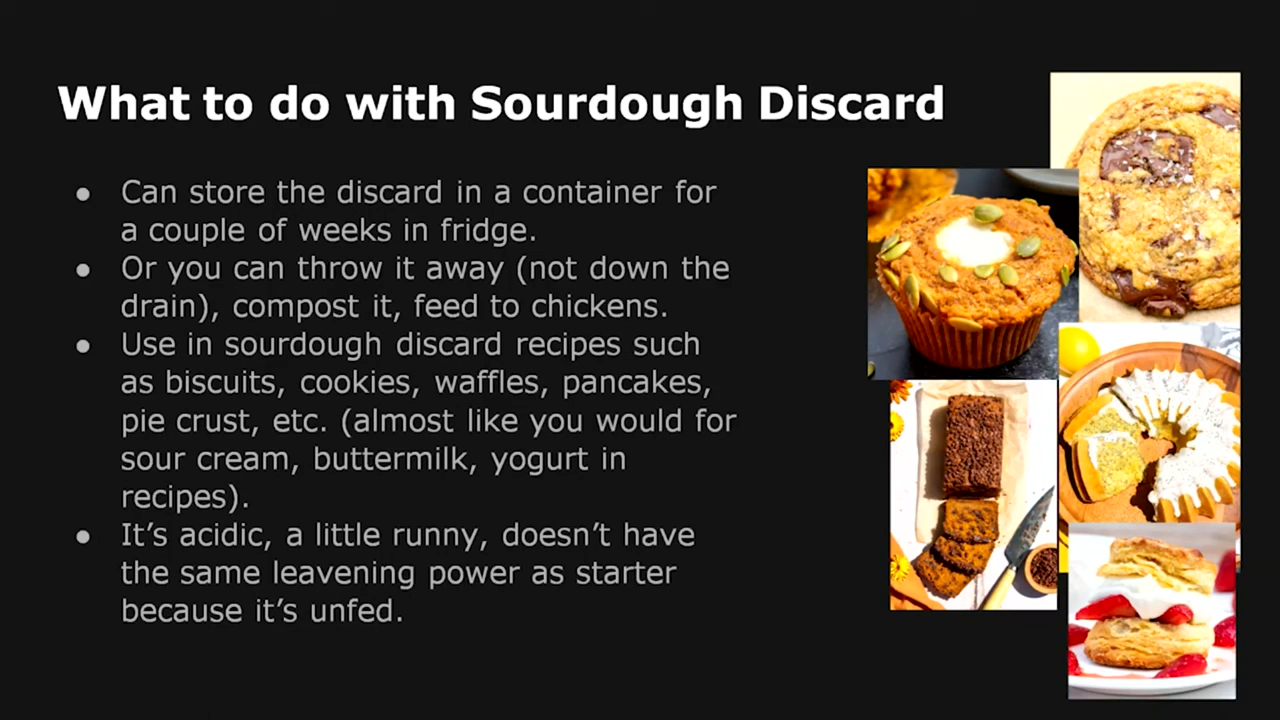 What to do with Sourdough Discard
● Can store the discard in a container for
a couple of weeks in fridge.
● Or you can throw it away (not down the
drain), compost it, feed to chickens.
● Use in sourdough discard recipes such
as biscuits, cookies, waffles, pancakes,
pie crust, etc. (almost like you would for
sour cream, buttermilk, yogurt in
recipes).
● It’s acidic, a little runny, doesn’t have
the same leavening power as starter
because it’s unfed.